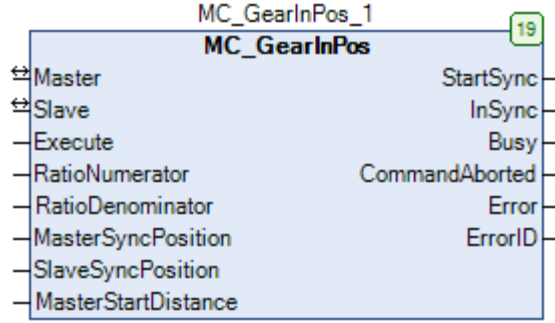 MC_GearInPos_1
19
MC_GearInPos
Master StartSync
Slave InSync
Execute Busy
RatioNumerator CommandAborted
RatioDenominator Error
MasterSyncPosition ErrorID
SlaveSyncPosition
MasterStartDistance